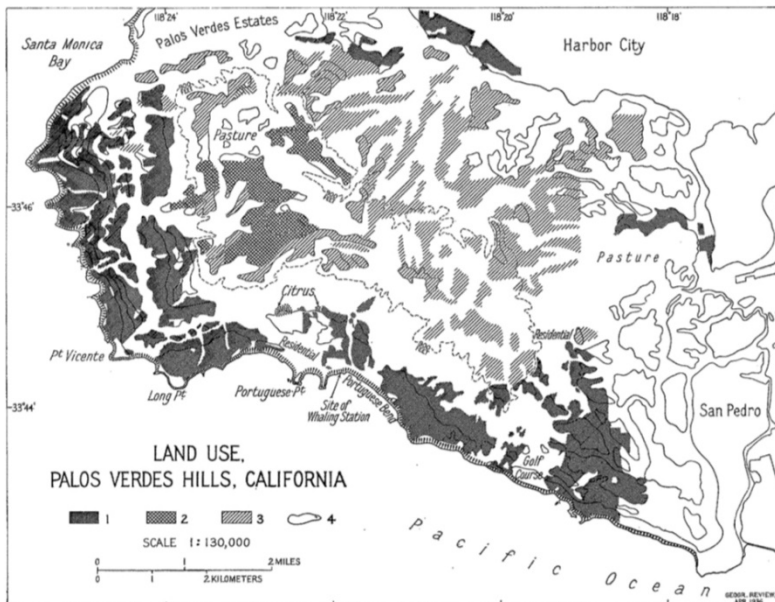 118°24'
118°22'
118°20'
118°18'
Santa Monica
Bay
Palos Verdes Estates
Harbor City
Pasture
33°46'
Pasture
Citrus
Residential
Residential
Pt Vicente
Long Pt
Portuguese Pt
Site of
Whaling Station
Portuguese Bend
33°44'
San Pedro
Golf
Course
LAND USE,
PALOS VERDES HILLS, CALIFORNIA
1
2
3
4
SCALE 1:130,000
0 1 2 MILES
0 1 2 KILOMETERS
Pacific Ocean
GEOGR. REVIEW